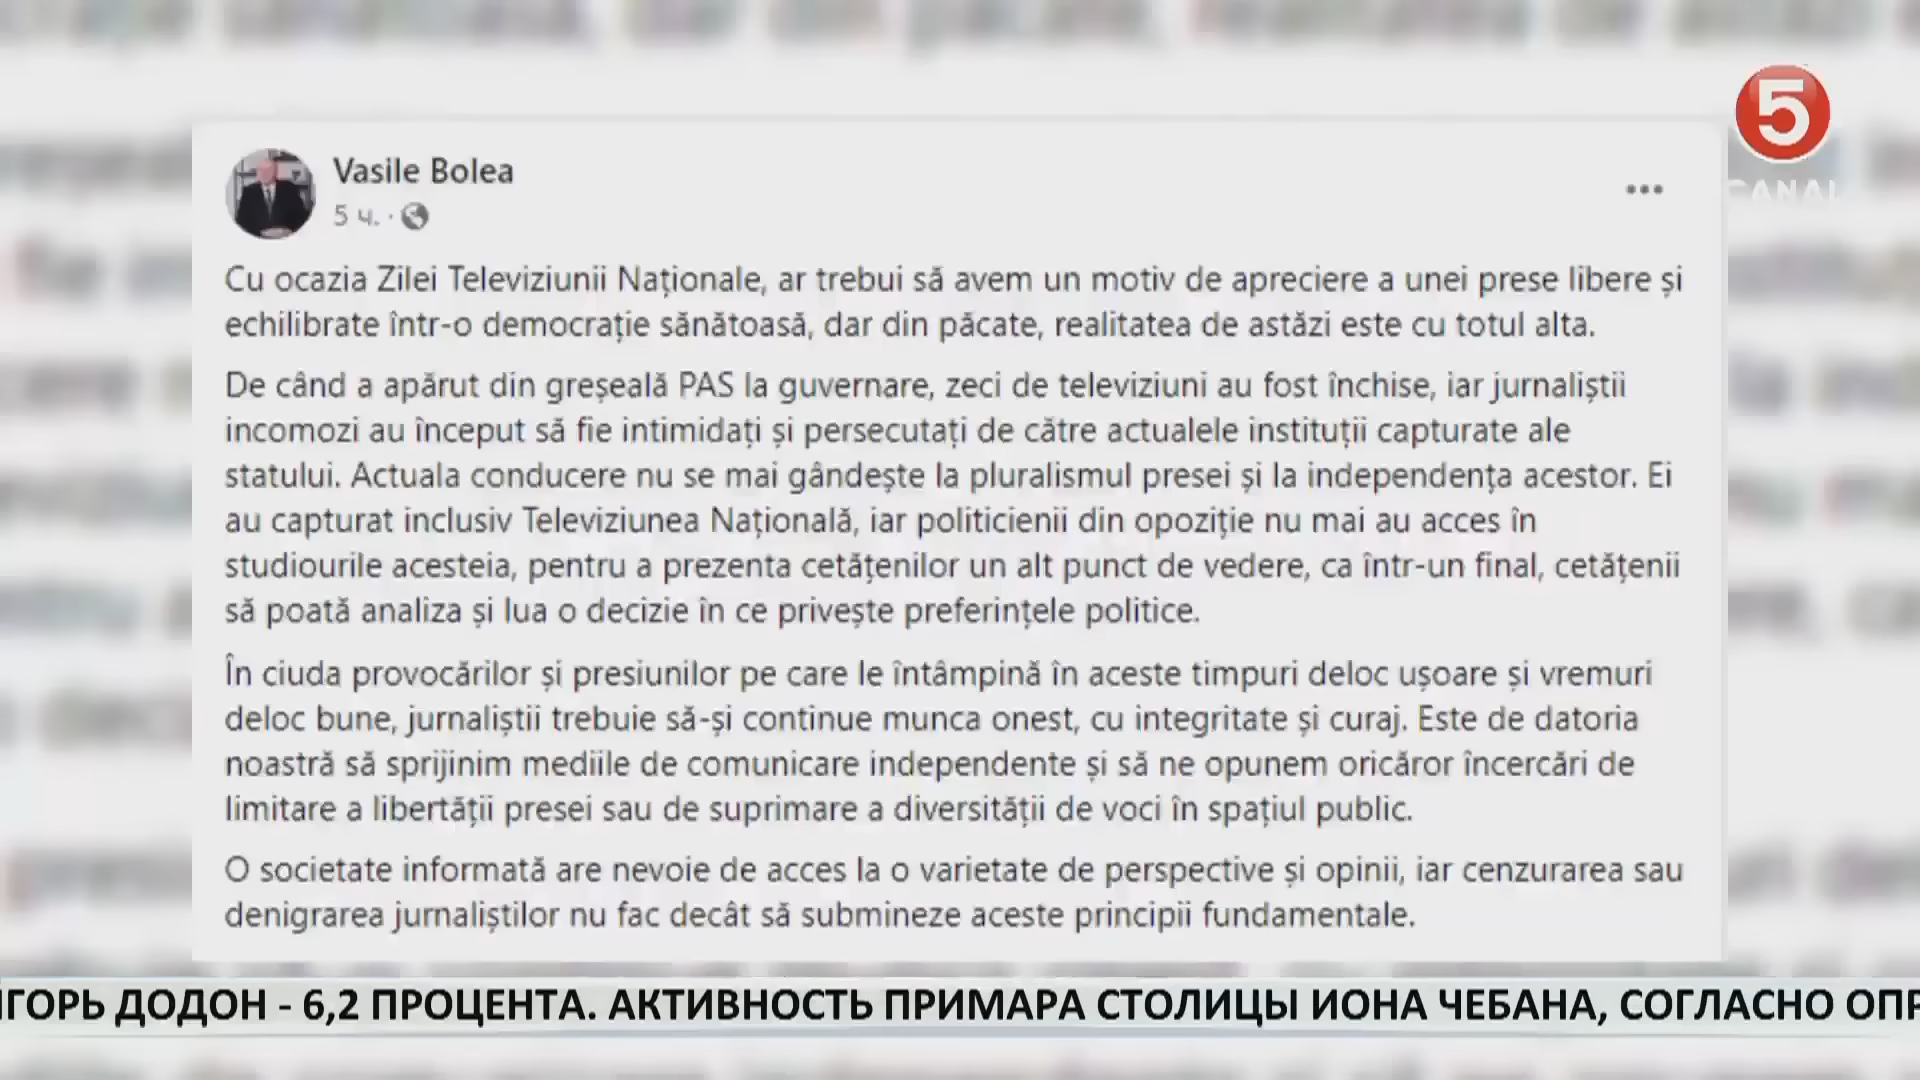 5
CANAL
Vasile Bolea
5 ч. ·
Cu ocazia Zilei Televiziunii Naționale, ar trebui să avem un motiv de apreciere a unei prese libere și
echilibrate într-o democrație sănătoasă, dar din păcate, realitatea de astăzi este cu totul alta.
De când a apărut din greșeală PAS la guvernare, zeci de televiziuni au fost închise, iar jurnaliștii
incomozi au început să fie intimidați și persecutați de către actualele instituții capturate ale
statului. Actuala conducere nu se mai gândește la pluralismul presei și la independența acestor. Ei
au capturat inclusiv Televiziunea Națională, iar politicienii din opoziție nu mai au acces în
studiourile acesteia, pentru a prezenta cetățenilor un alt punct de vedere, ca într-un final, cetățenii
să poată analiza și lua o decizie în ce privește preferințele politice.
În ciuda provocărilor și presiunilor pe care le întâmpină în aceste timpuri deloc ușoare și vremuri
deloc bune, jurnaliștii trebuie să-și continue munca onest, cu integritate și curaj. Este de datoria
noastră să sprijinim mediile de comunicare independente și să ne opunem oricăror încercări de
limitare a libertății presei sau de suprimare a diversității de voci în spațiul public.
O societate informată are nevoie de acces la o varietate de perspective și opinii, iar cenzurarea sau
denigrarea jurnaliștilor nu fac decât să submineze aceste principii fundamentale.
ИГОРЬ ДОДОН - 6,2 ПРОЦЕНТА. АКТИВНОСТЬ ПРИМАРА СТОЛИЦЫ ИОНА ЧЕБАНА, СОГЛАСНО ОПР